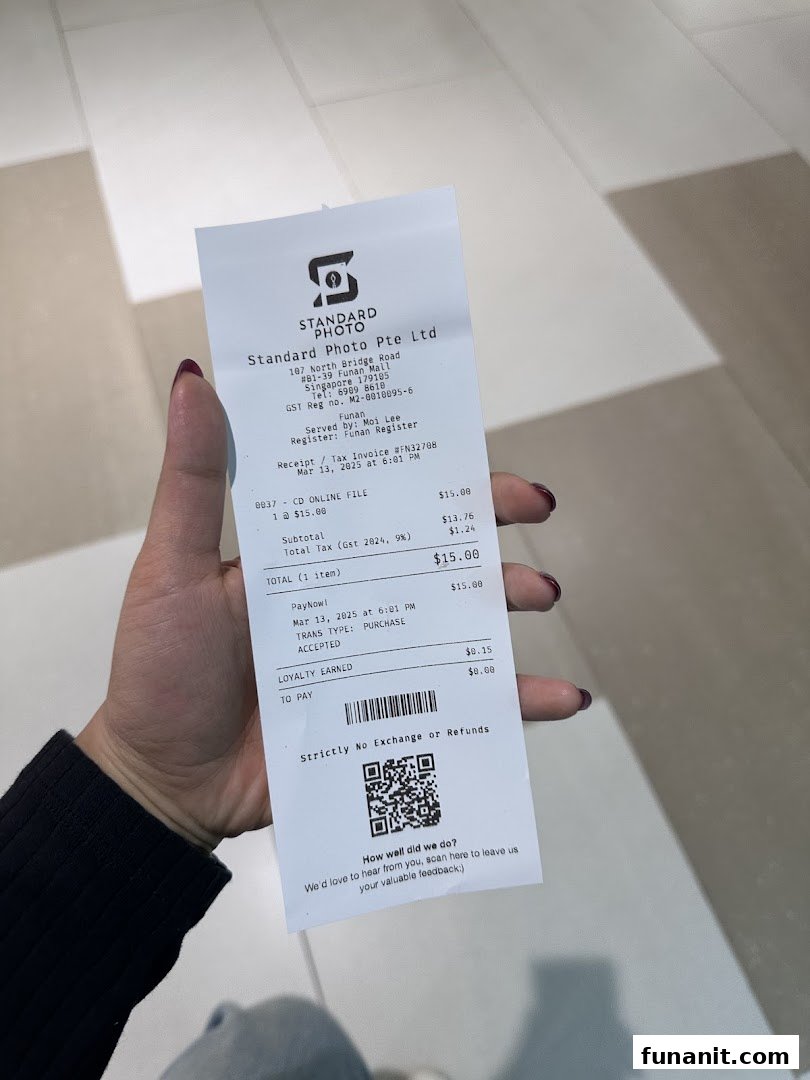 STANDARD
PHOTO
Standard Photo Pte Ltd
107 North Bridge Road
#B1-39 Funan Mall
Singapore 179105
Tel: 6909 8610
GST Reg no. M2-0010095-6
Funan
Served by: Moi Lee
Register: Funan Register
Receipt / Tax Invoice #FN32708
Mar 13, 2025 at 6:01 PM
0037 - CD ONLINE FILE $15.00
1 @ $15.00
Subtotal $13.76
Total Tax (Gst 2024, 9%) $1.24
TOTAL (1 item) $15.00
PayNow! $15.00
Mar 13, 2025 at 6:01 PM
TRANS TYPE: PURCHASE
ACCEPTED
LOYALTY EARNED $0.15
TO PAY $0.00
Strictly No Exchange or Refunds
How well did we do?
We'd love to hear from you, scan here to leave us
your valuable feedback:)
funanit.com